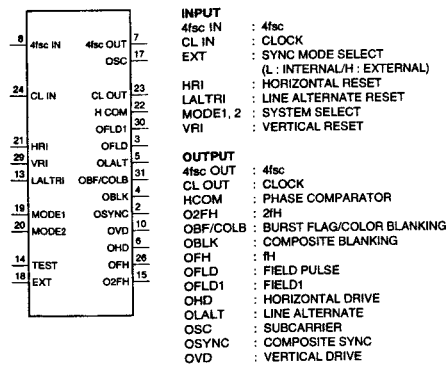 8 4fsc IN 4fsc OUT 7
OSC 17
24 CL IN CL OUT 23
H COM 22
OFLD1 30
21 HRI OFLD 3
29 VRI OLALT 5
13 LALTRI OBF/COLB 31
OBLK 4
19 MODE1 OSYNC 2
20 MODE2 OVD 10
OHD 6
14 TEST OFH 26
18 EXT O2FH 15
INPUT
4fsc IN : 4fsc
CL IN : CLOCK
EXT : SYNC MODE SELECT
(L : INTERNAL/H : EXTERNAL)
HRI : HORIZONTAL RESET
LALTRI : LINE ALTERNATE RESET
MODE1, 2 : SYSTEM SELECT
VRI : VERTICAL RESET
OUTPUT
4fsc OUT : 4fsc
CL OUT : CLOCK
HCOM : PHASE COMPARATOR
O2FH : 2fH
OBF/COLB : BURST FLAG/COLOR BLANKING
OBLK : COMPOSITE BLANKING
OFH : fH
OFLD : FIELD PULSE
OFLD1 : FIELD1
OHD : HORIZONTAL DRIVE
OLALT : LINE ALTERNATE
OSC : SUBCARRIER
OSYNC : COMPOSITE SYNC
OVD : VERTICAL DRIVE